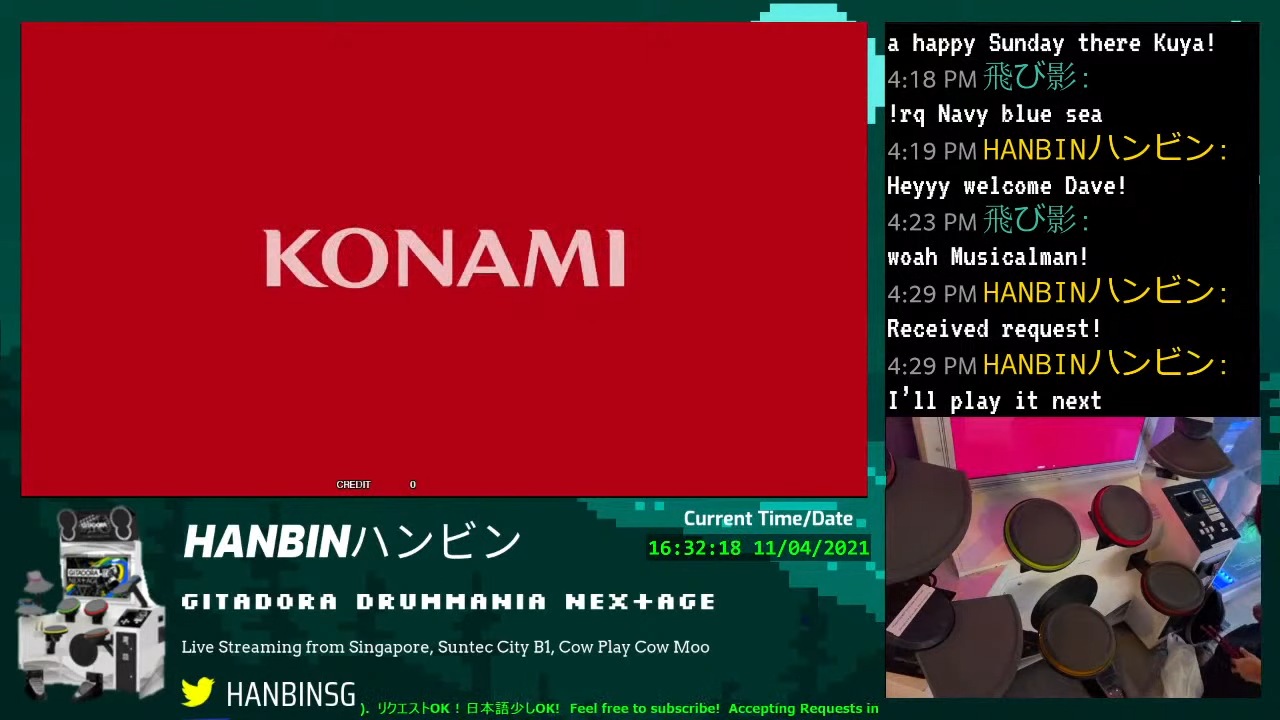 KONAMI
CREDIT 0
a happy Sunday there Kuya!
4:18 PM 飛び影:
!rq Navy blue sea
4:19 PM HANBINハンビン:
Heyyy welcome Dave!
4:23 PM 飛び影:
woah Musicalman!
4:29 PM HANBINハンビン:
Received request!
4:29 PM HANBINハンビン:
I'll play it next
HANBINハンビン
Current Time/Date
16:32:18 11/04/2021
GITADORA DRUMMANIA NEX+AGE
Live Streaming from Singapore, Suntec City B1, Cow Play Cow Moo
HANBINSG
). リクエストOK！日本語少しOK! Feel free to subscribe! Accepting Requests in
GITADORA